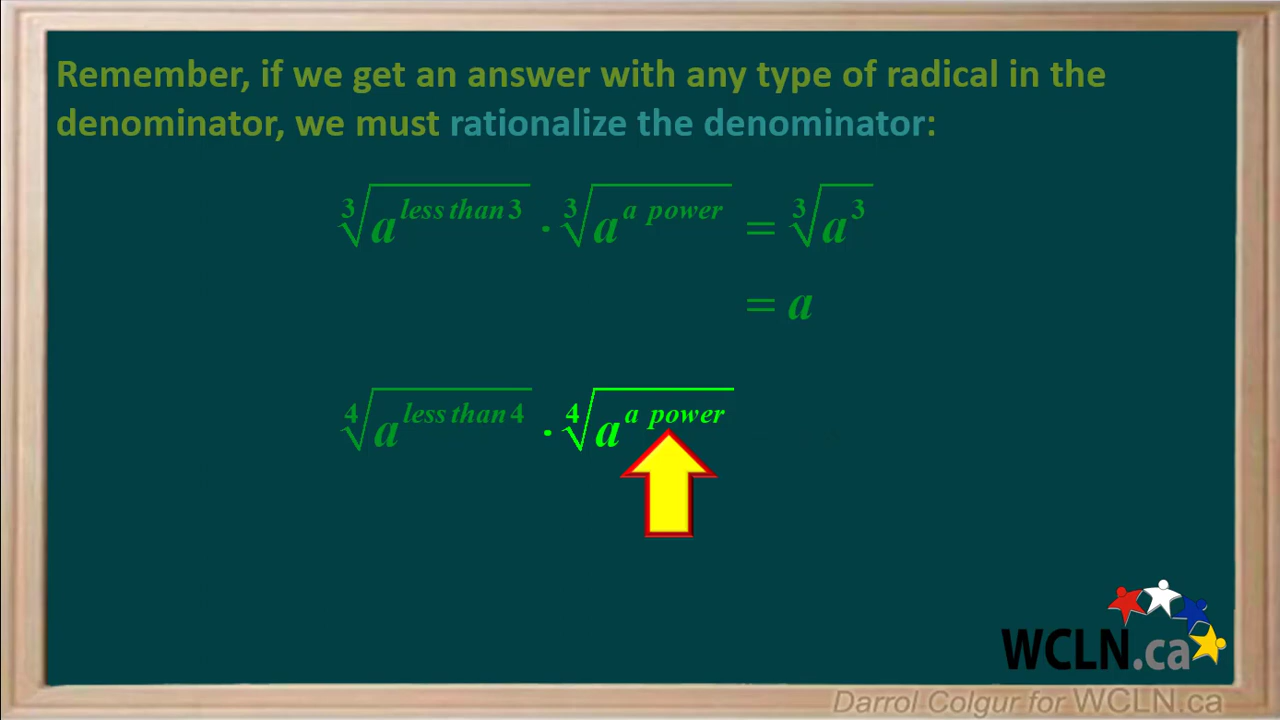 Remember, if we get an answer with any type of radical in the
denominator, we must rationalize the denominator:
∛a^less than 3 · ∛a^a power = ∛a^3
= a
∜a^less than 4 · ∜a^a power
WCLN.ca
Darrol Colgur for WCLN.ca